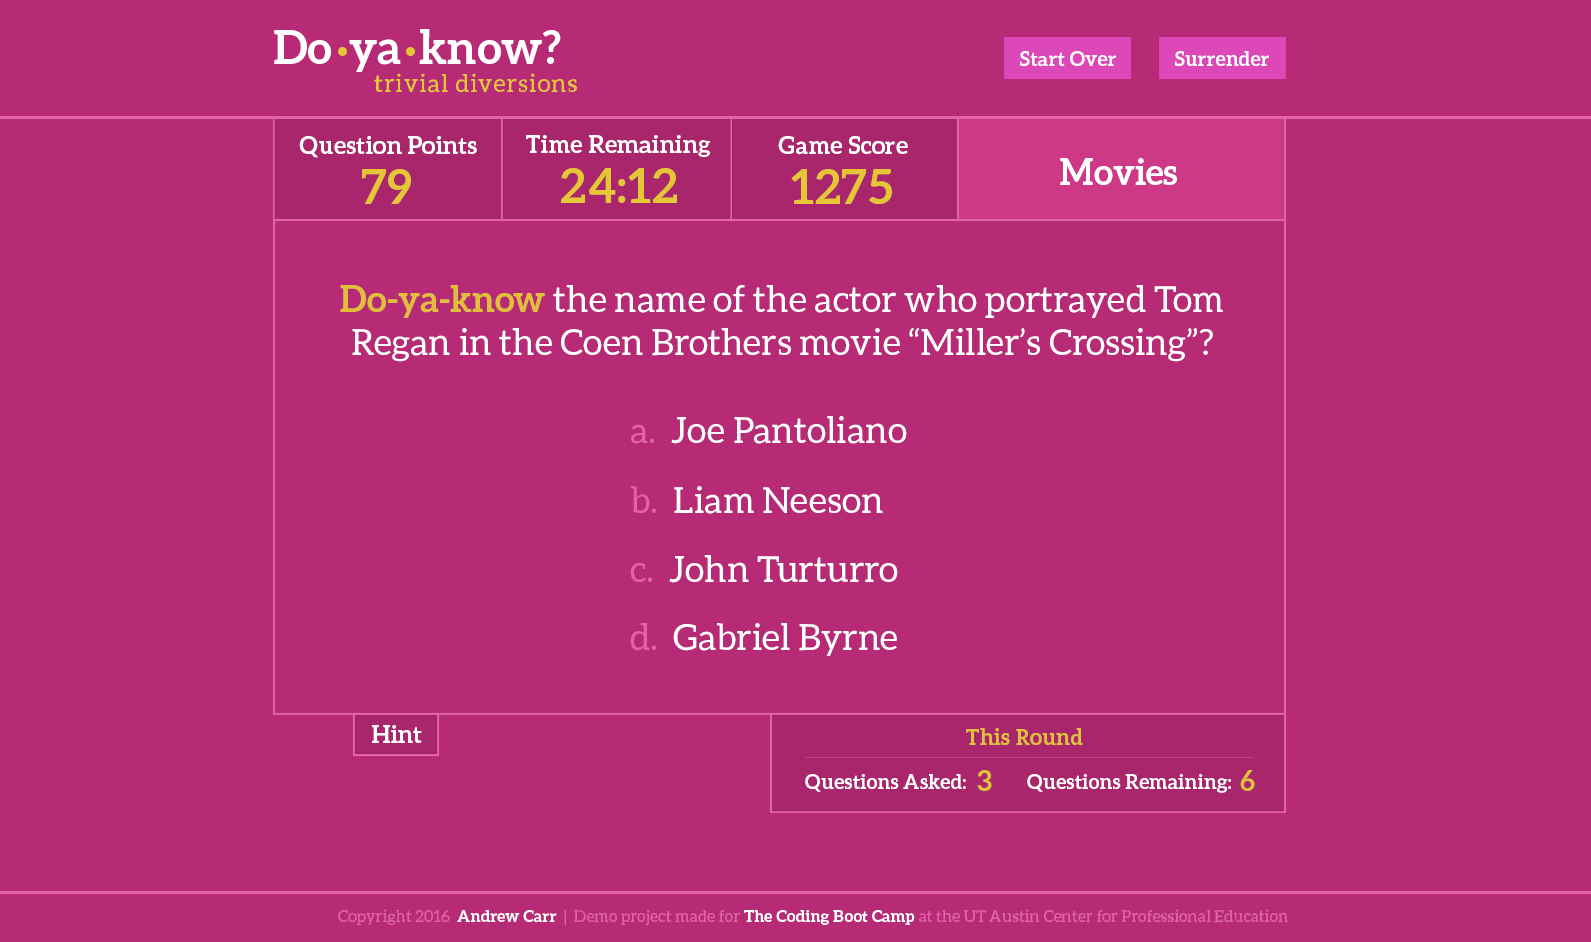 Do•ya•know?
trivial diversions
Start Over
Surrender
Question Points
79
Time Remaining
24:12
Game Score
1275
Movies
Do-ya-know the name of the actor who portrayed Tom
Regan in the Coen Brothers movie “Miller’s Crossing”?
a. Joe Pantoliano
b. Liam Neeson
c. John Turturro
d. Gabriel Byrne
Hint
This Round
Questions Asked: 3 Questions Remaining: 6
Copyright 2016 Andrew Carr | Demo project made for The Coding Boot Camp at the UT Austin Center for Professional Education